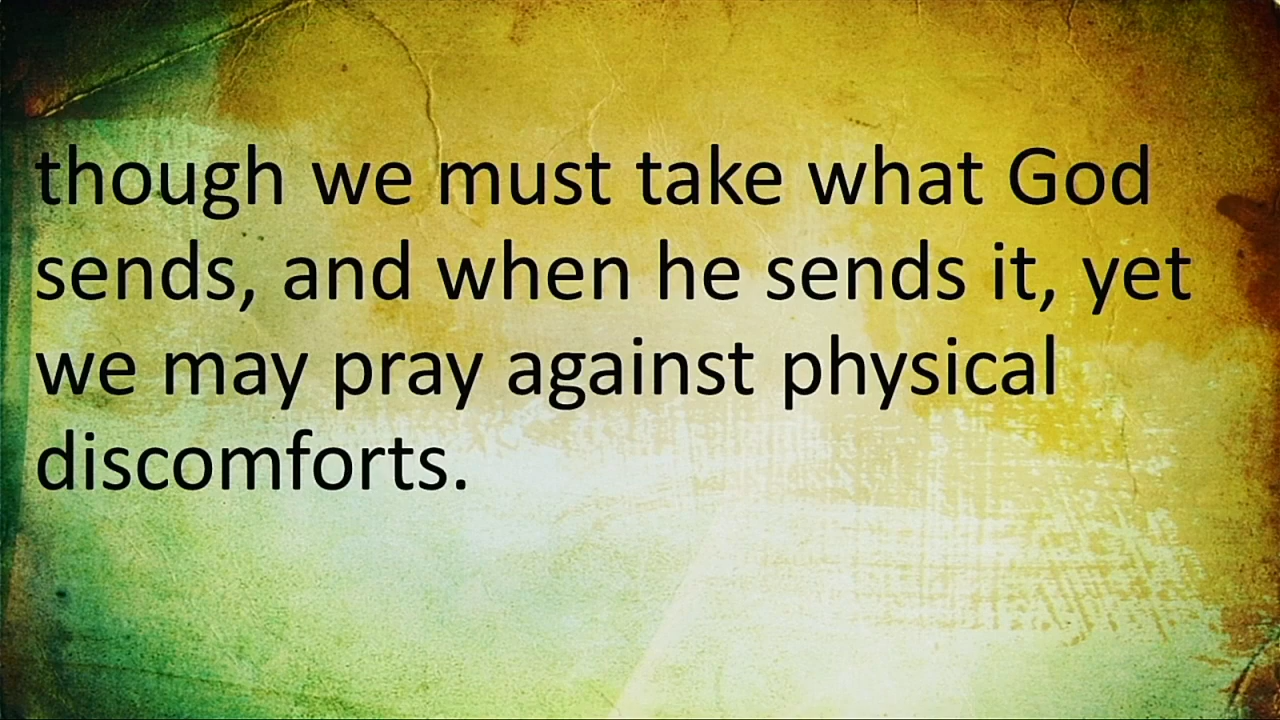 though we must take what God
sends, and when he sends it, yet
we may pray against physical
discomforts.